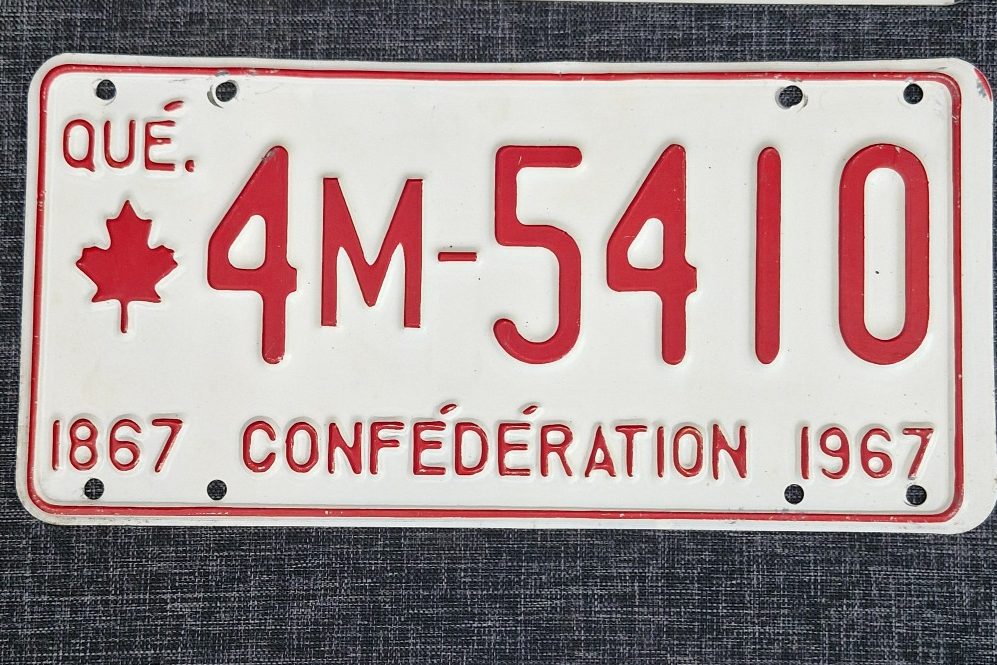 QUÉ.
4M-5410
1867 CONFÉDÉRATION 1967